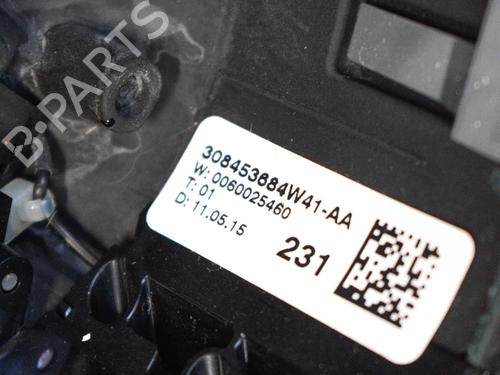 B-PARTS
308453684W41-AA
W: 0060025460
T: 01
D: 11.05.15
231